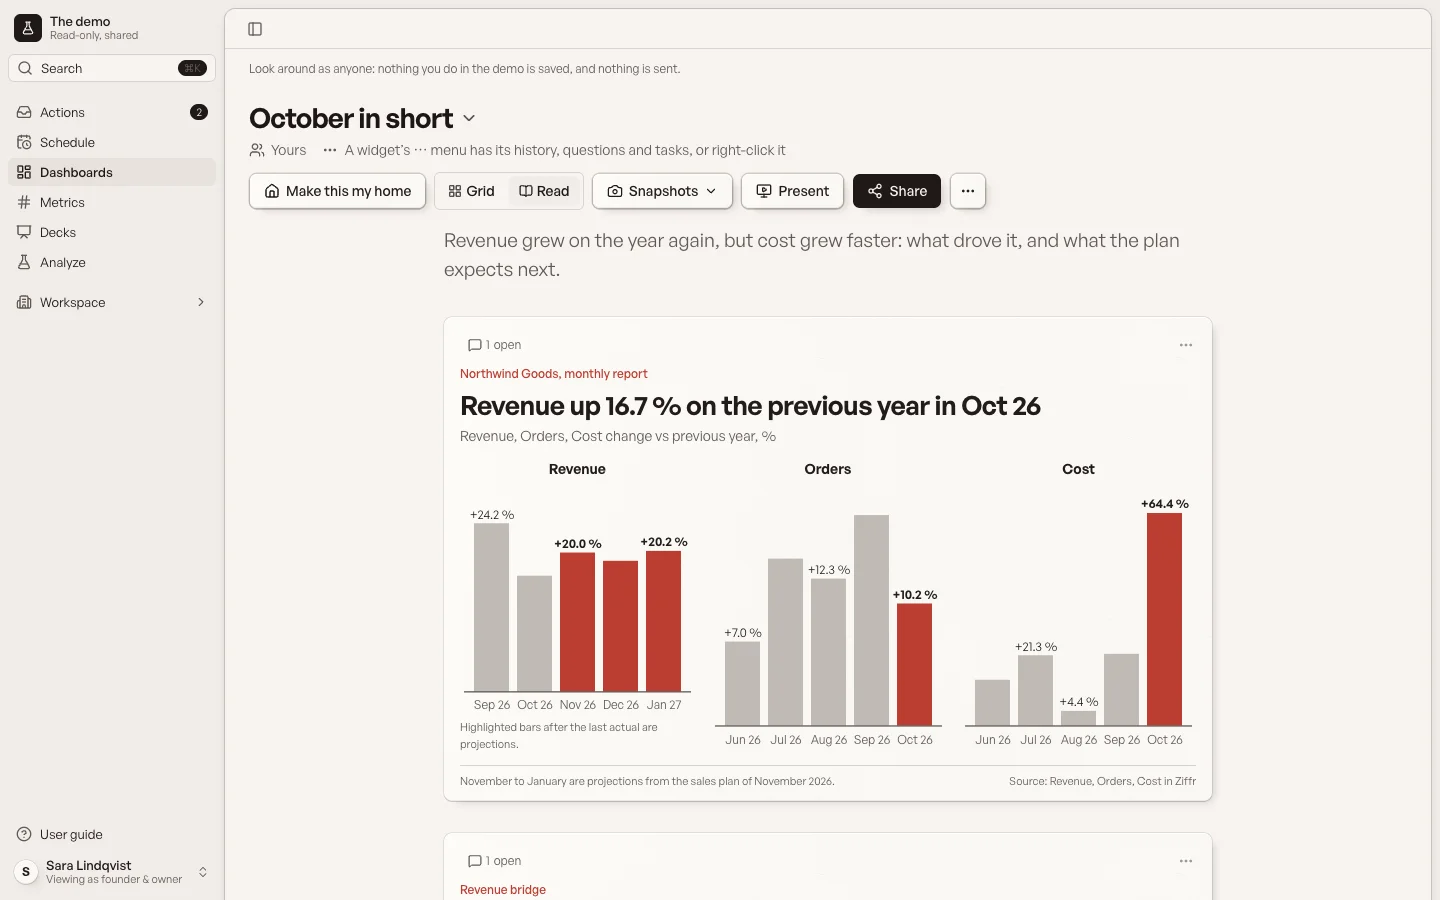 The demo
Read-only, shared
Search
⌘K
Actions
2
Schedule
Dashboards
Metrics
Decks
Analyze
Workspace
User guide
S
Sara Lindqvist
Viewing as founder & owner
Look around as anyone: nothing you do in the demo is saved, and nothing is sent.
October in short
Yours ··· A widget's ··· menu has its history, questions and tasks, or right-click it
Make this my home
Grid
Read
Snapshots
Present
Share
Revenue grew on the year again, but cost grew faster: what drove it, and what the plan
expects next.
1 open
Northwind Goods, monthly report
Revenue up 16.7 % on the previous year in Oct 26
Revenue, Orders, Cost change vs previous year, %
Revenue
+24.2 %
+20.0 %
+20.2 %
Sep 26 Oct 26 Nov 26 Dec 26 Jan 27
Highlighted bars after the last actual are
projections.
Orders
+7.0 %
+12.3 %
+10.2 %
Jun 26 Jul 26 Aug 26 Sep 26 Oct 26
Cost
+21.3 %
+4.4 %
+64.4 %
Jun 26 Jul 26 Aug 26 Sep 26 Oct 26
November to January are projections from the sales plan of November 2026.
Source: Revenue, Orders, Cost in Ziffr
1 open
Revenue bridge